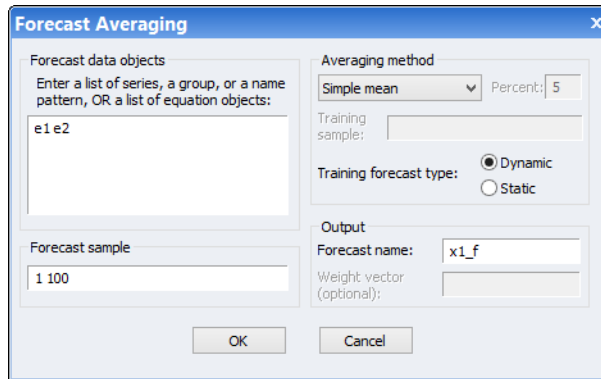 Forecast Averaging
x
Forecast data objects
Enter a list of series, a group, or a name
pattern, OR a list of equation objects:
e1 e2
Forecast sample
1 100
Averaging method
Simple mean
Percent: 5
Training
sample:
Training forecast type:
Dynamic
Static
Output
Forecast name: x1_f
Weight vector
(optional):
OK
Cancel